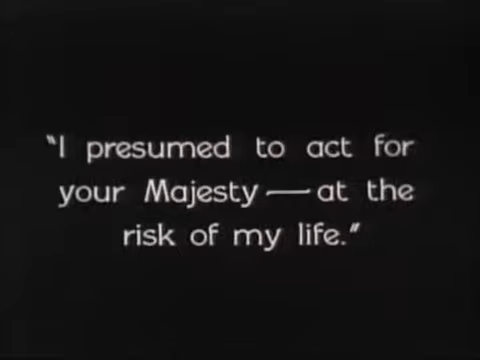 "I presumed to act for
your Majesty — at the
risk of my life."